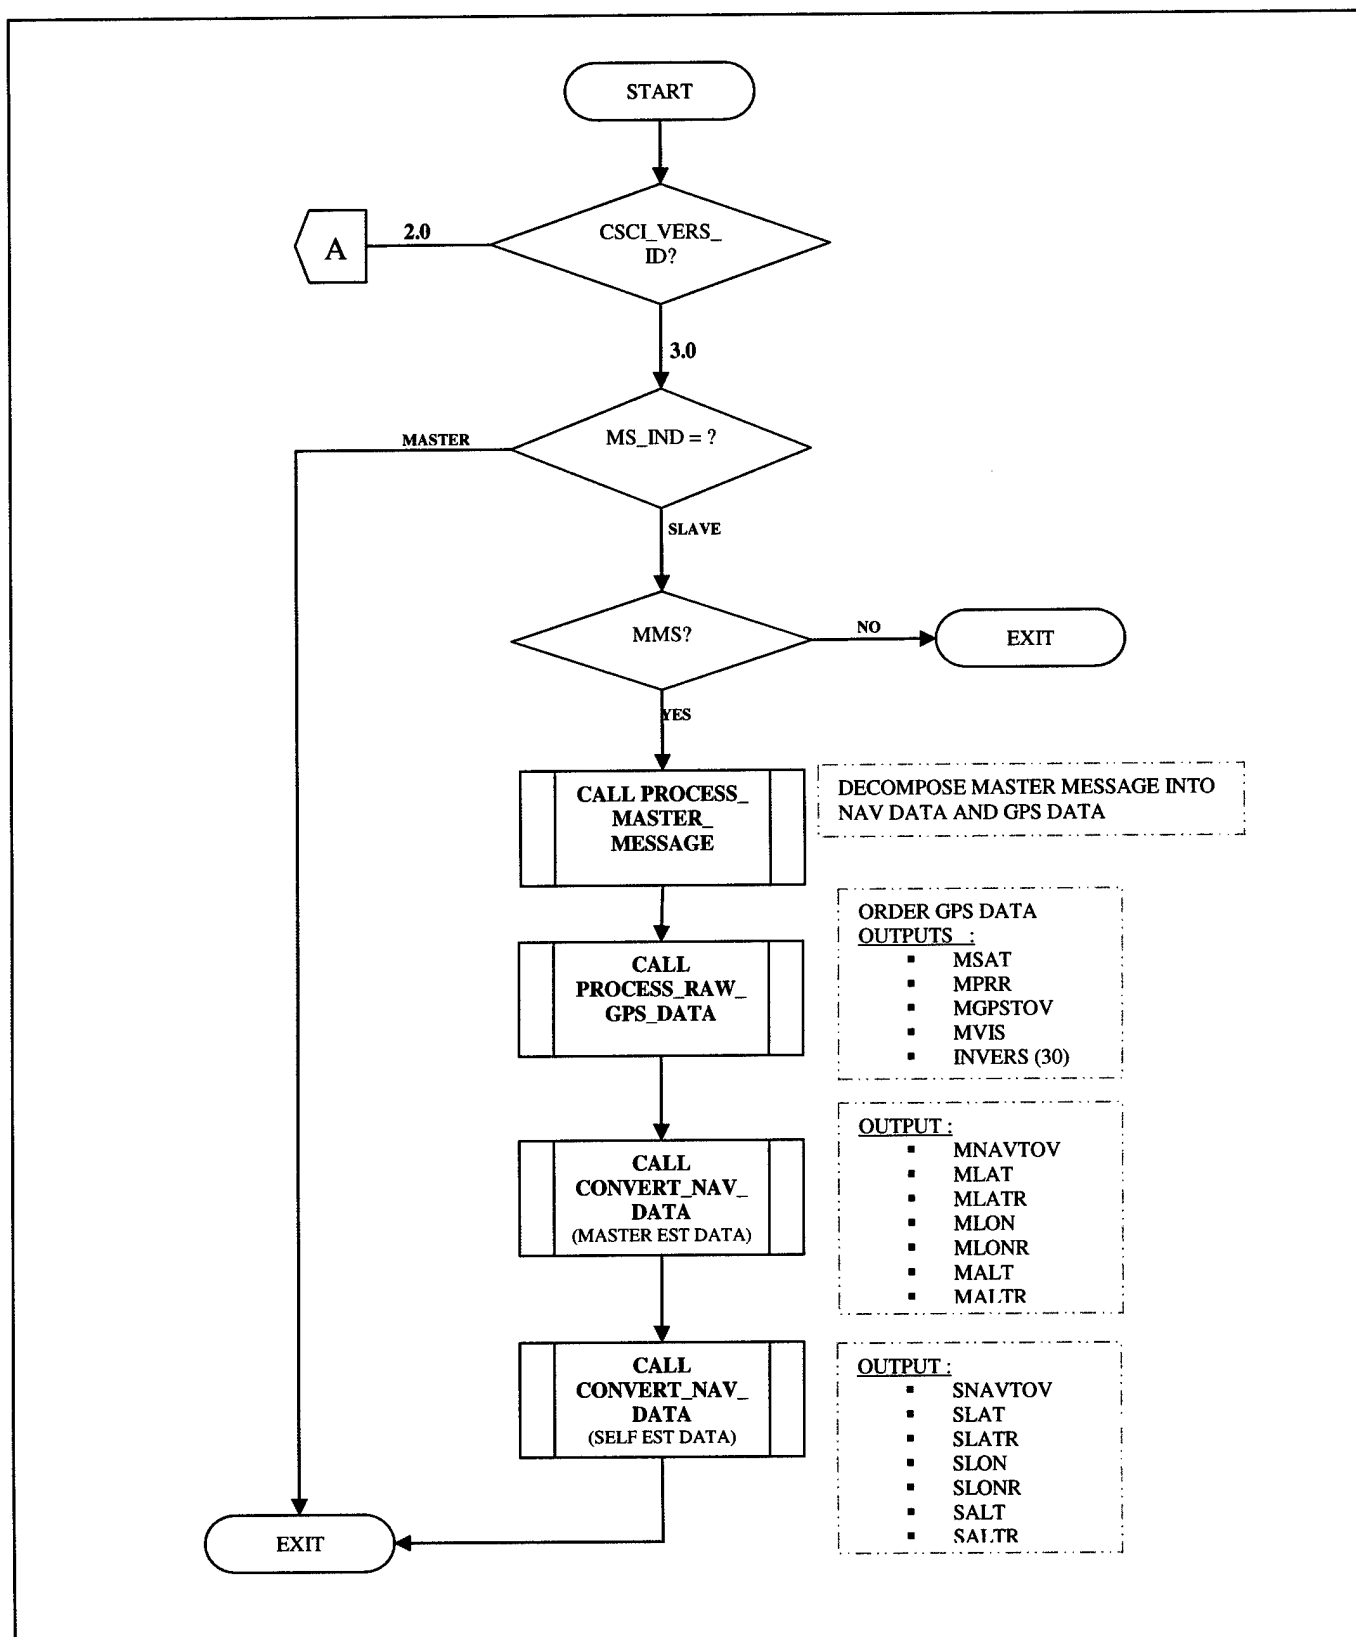 START
CSCI_VERS_
ID?
2.0
A
3.0
MS_IND = ?
MASTER
SLAVE
MMS?
NO
EXIT
YES
CALL PROCESS_
MASTER_
MESSAGE
DECOMPOSE MASTER MESSAGE INTO
NAV DATA AND GPS DATA
CALL
PROCESS_RAW_
GPS_DATA
ORDER GPS DATA
OUTPUTS :
▪ MSAT
▪ MPRR
▪ MGPSTOV
▪ MVIS
▪ INVERS (30)
CALL
CONVERT_NAV_
DATA
(MASTER EST DATA)
OUTPUT :
▪ MNAVTOV
▪ MLAT
▪ MLATR
▪ MLON
▪ MLONR
▪ MALT
▪ MALTR
CALL
CONVERT_NAV_
DATA
(SELF EST DATA)
OUTPUT :
▪ SNAVTOV
▪ SLAT
▪ SLATR
▪ SLON
▪ SLONR
▪ SALT
▪ SALTR
EXIT